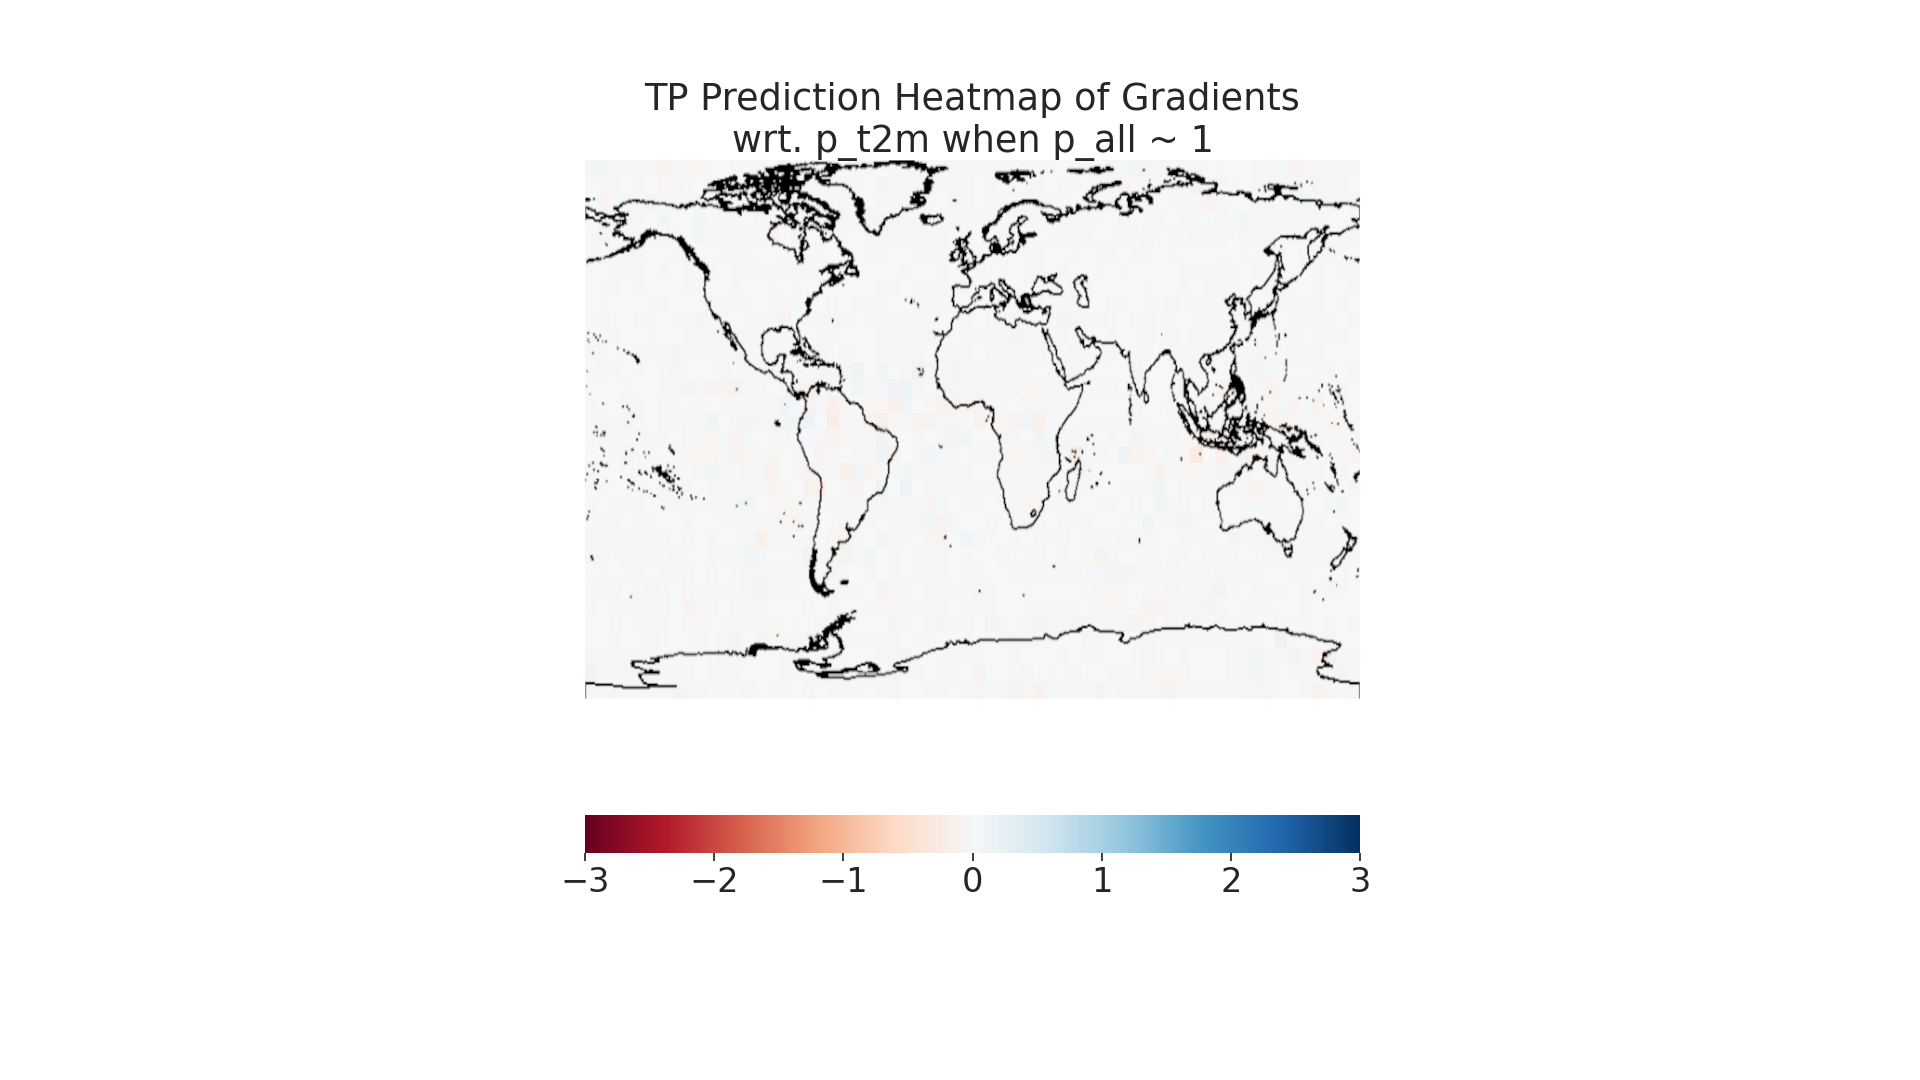 TP Prediction Heatmap of Gradients
wrt. p_t2m when p_all ~ 1
−3 −2 −1 0 1 2 3